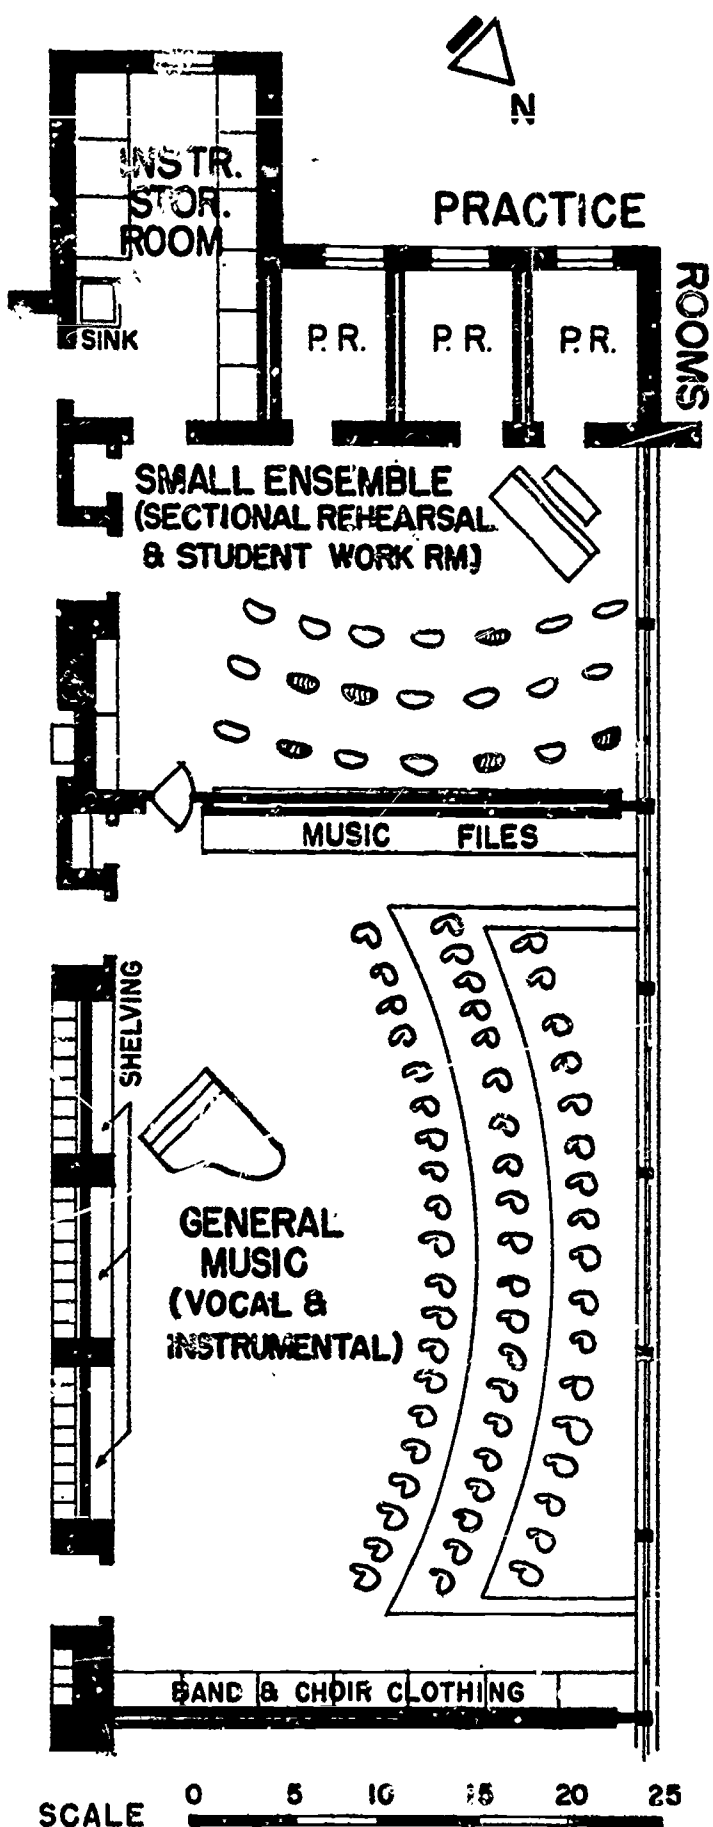 N
INSTR.
STOR.
ROOM
PRACTICE
ROOMS
SINK
P. R.
P. R.
P. R.
SMALL ENSEMBLE
(SECTIONAL REHEARSAL
& STUDENT WORK RM.)
MUSIC FILES
SHELVING
GENERAL
MUSIC
(VOCAL &
INSTRUMENTAL)
BAND & CHOIR CLOTHING
0 5 10 15 20 25
SCALE